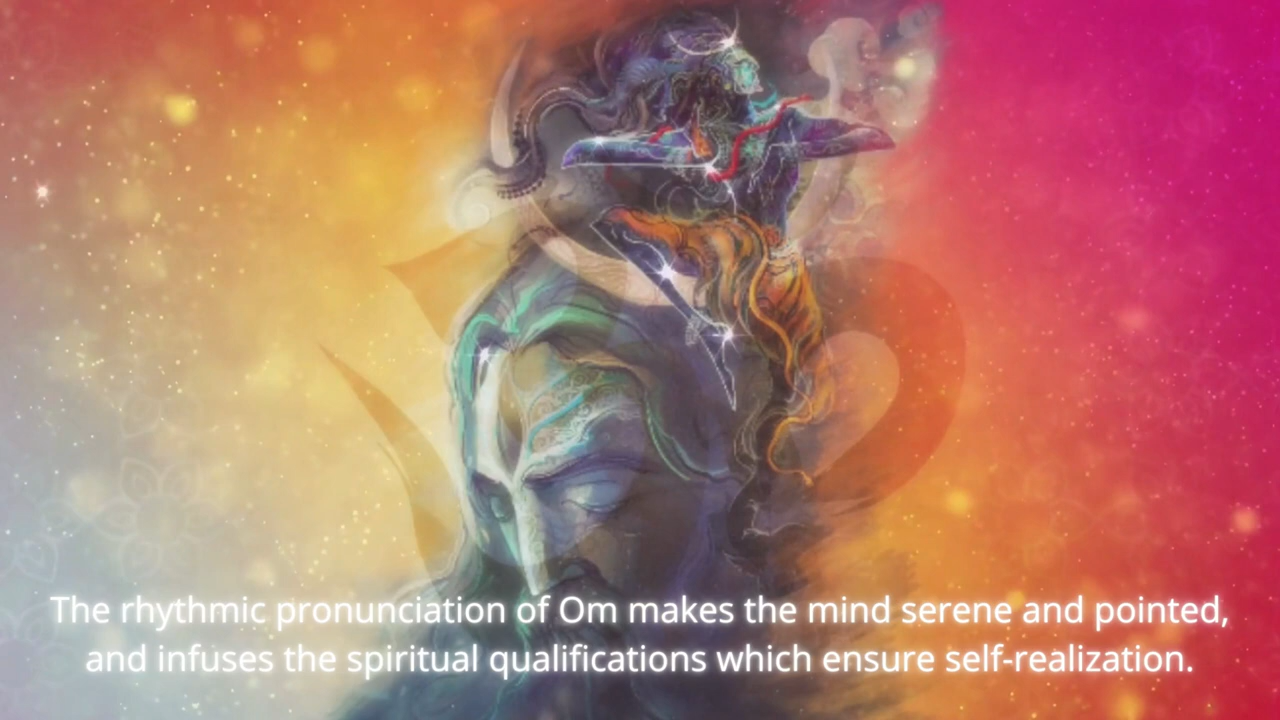 The rhythmic pronunciation of Om makes the mind serene and pointed,
and infuses the spiritual qualifications which ensure self-realization.